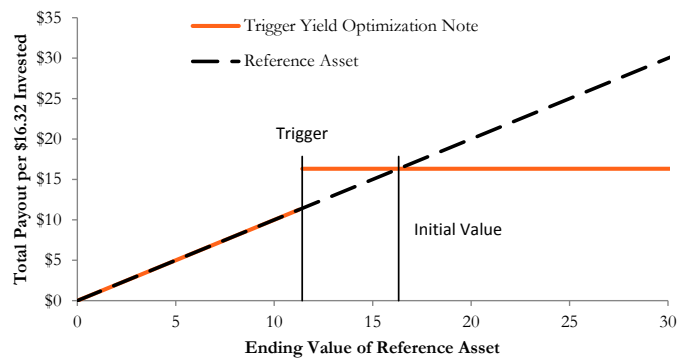 Total Payout per $16.32 Invested
$35
$30
$25
$20
$15
$10
$5
$0
Trigger Yield Optimization Note
Reference Asset
Trigger
Initial Value
0 5 10 15 20 25 30
Ending Value of Reference Asset